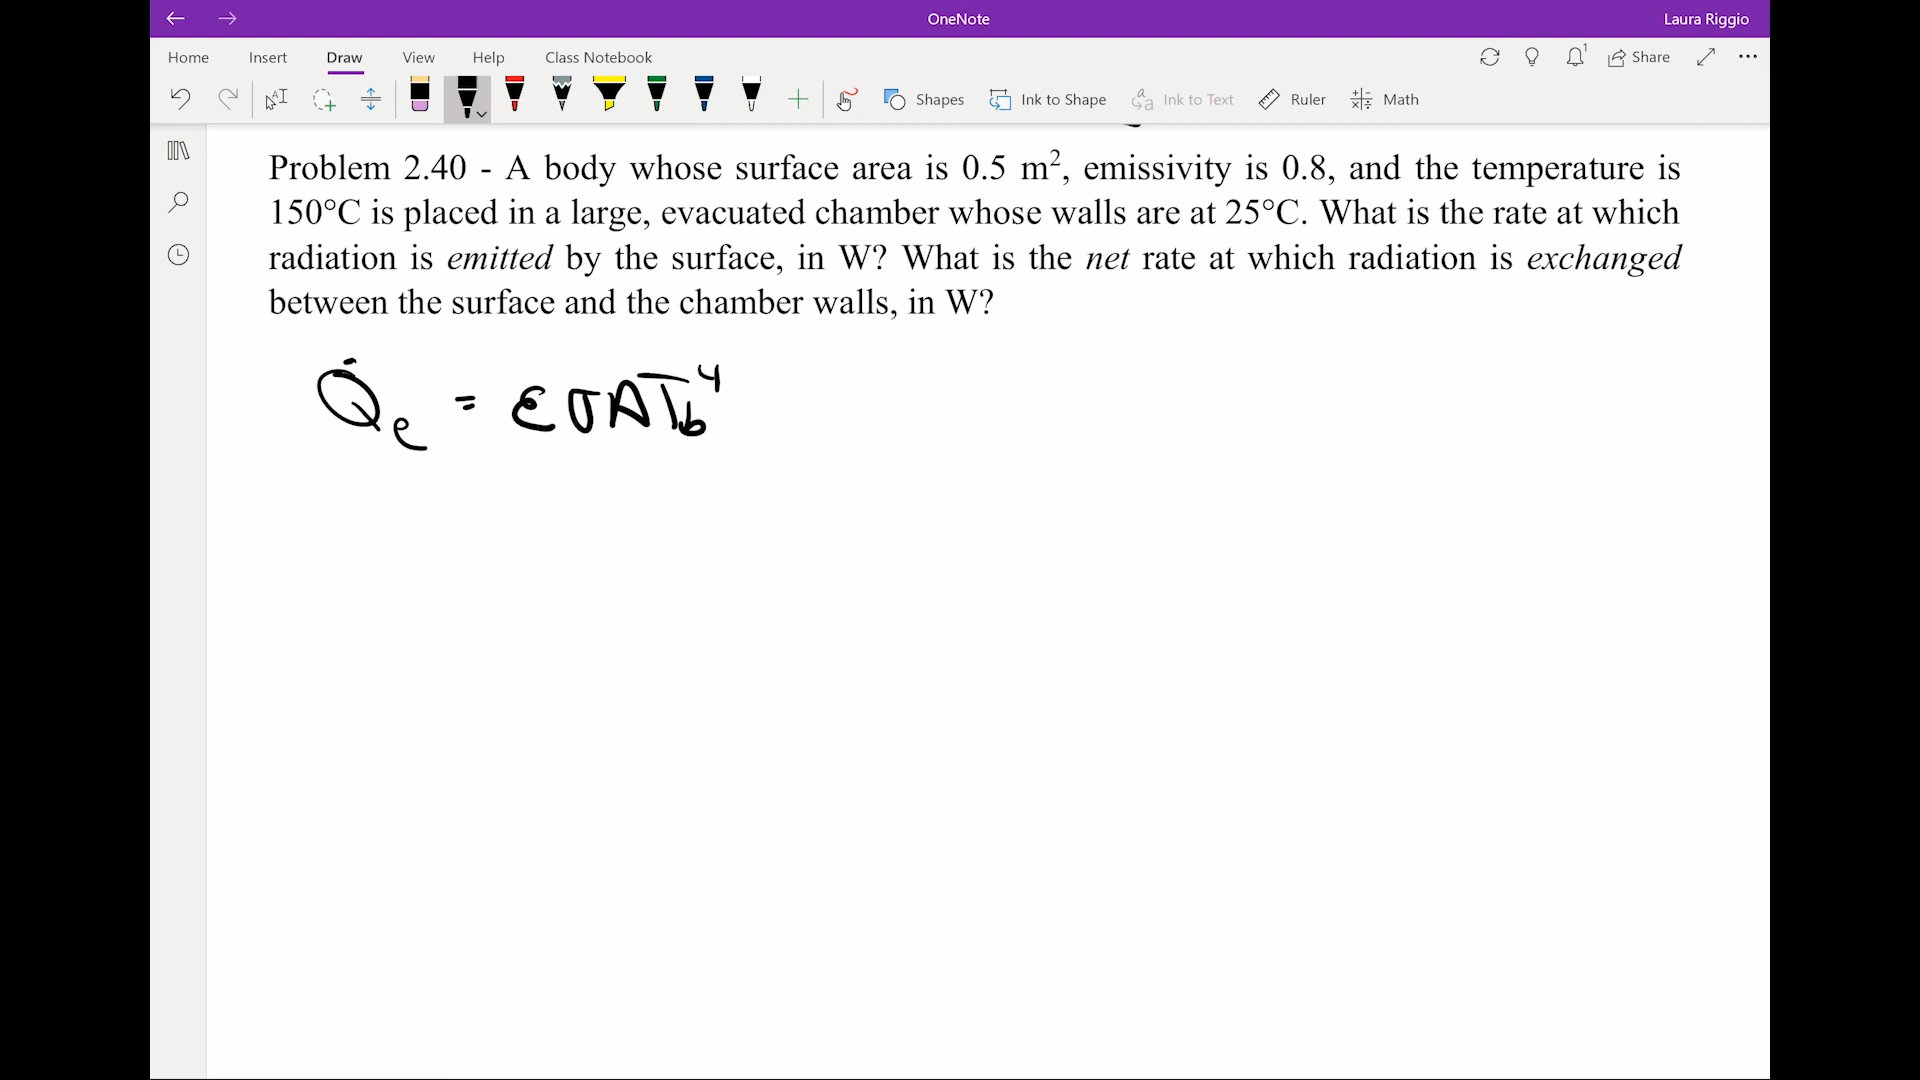 OneNote
Laura Riggio
Home Insert Draw View Help Class Notebook
1 Share
Shapes Ink to Shape Ink to Text Ruler Math
Problem 2.40 - A body whose surface area is 0.5 m², emissivity is 0.8, and the temperature is
150°C is placed in a large, evacuated chamber whose walls are at 25°C. What is the rate at which
radiation is emitted by the surface, in W? What is the net rate at which radiation is exchanged
between the surface and the chamber walls, in W?
Q̇e = εσATb⁴